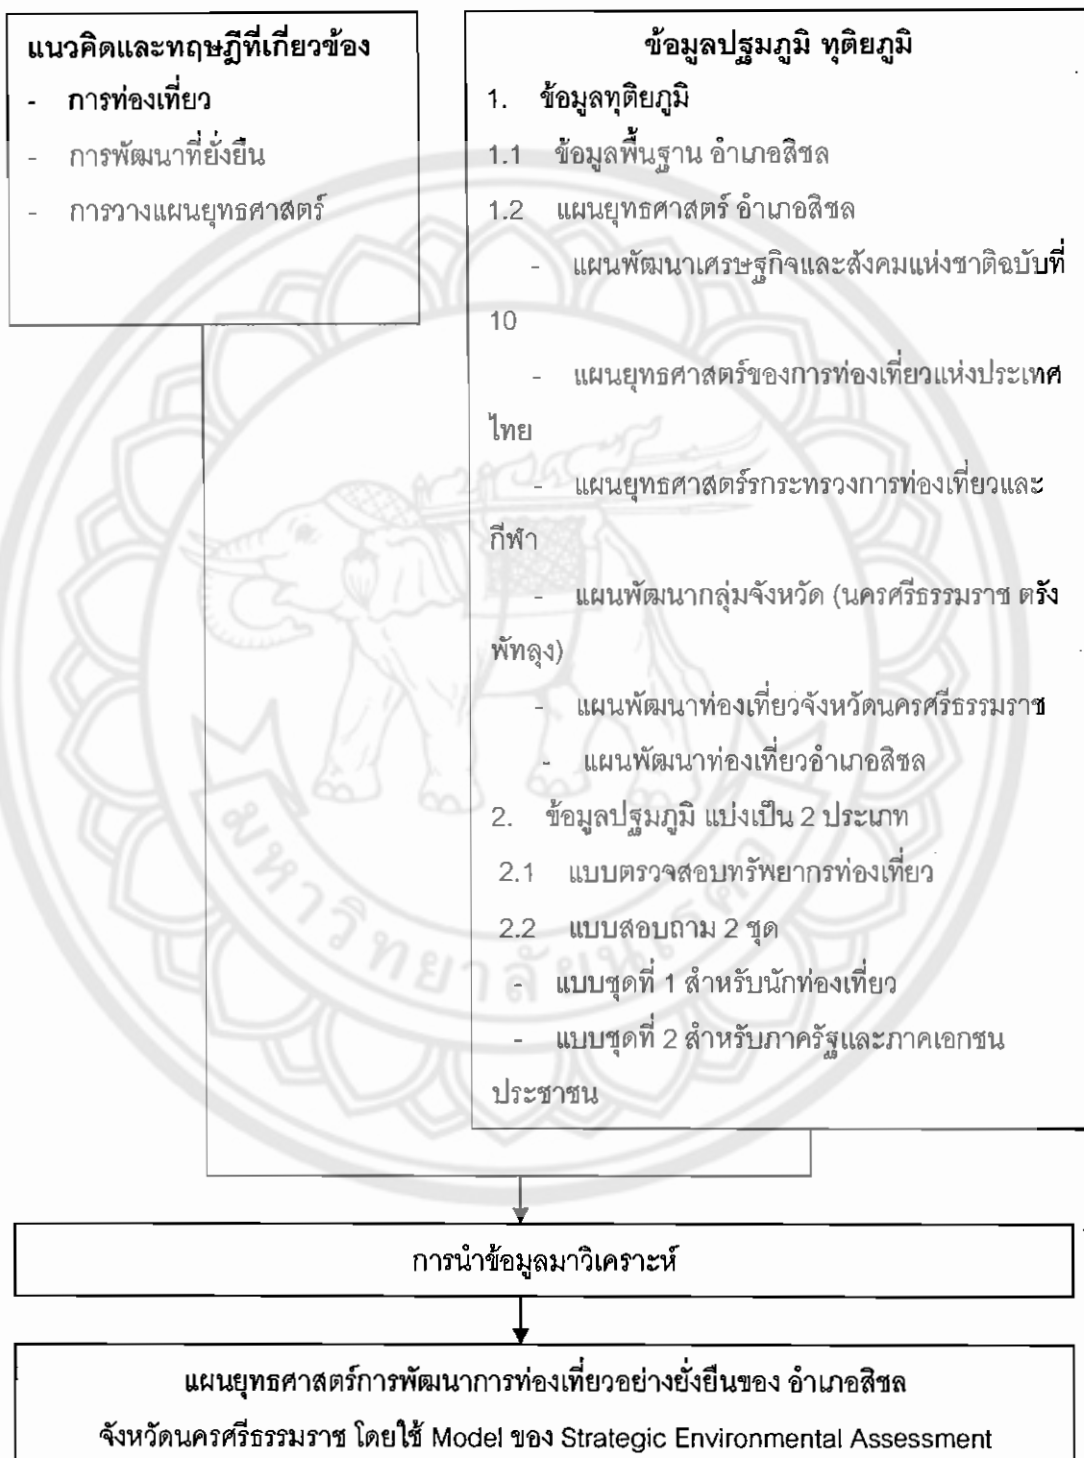 แนวคิดและทฤษฎีที่เกี่ยวข้อง
- การท่องเที่ยว
- การพัฒนาที่ยั่งยืน
- การวางแผนยุทธศาสตร์
ข้อมูลปฐมภูมิ ทุติยภูมิ
1. ข้อมูลทุติยภูมิ
1.1 ข้อมูลพื้นฐาน อำเภอสิชล
1.2 แผนยุทธศาสตร์ อำเภอสิชล
- แผนพัฒนาเศรษฐกิจและสังคมแห่งชาติฉบับที่
10
- แผนยุทธศาสตร์ของการท่องเที่ยวแห่งประเทศ
ไทย
- แผนยุทธศาสตร์รกระทรวงการท่องเที่ยวและ
กีฬา
- แผนพัฒนากลุ่มจังหวัด (นครศรีธรรมราช ตรัง
พัทลุง)
- แผนพัฒนาท่องเที่ยวจังหวัดนครศรีธรรมราช
- แผนพัฒนาท่องเที่ยวอำเภอสิชล
2. ข้อมูลปฐมภูมิ แบ่งเป็น 2 ประเภท
2.1 แบบตรวจสอบทรัพยากรท่องเที่ยว
2.2 แบบสอบถาม 2 ชุด
- แบบชุดที่ 1 สำหรับนักท่องเที่ยว
- แบบชุดที่ 2 สำหรับภาครัฐและภาคเอกชน
ประชาชน
มหาวิทยาลัยนเรศวร
การนำข้อมูลมาวิเคราะห์
แผนยุทธศาสตร์การพัฒนาการท่องเที่ยวอย่างยั่งยืนของ อำเภอสิชล
จังหวัดนครศรีธรรมราช โดยใช้ Model ของ Strategic Environmental Assessment